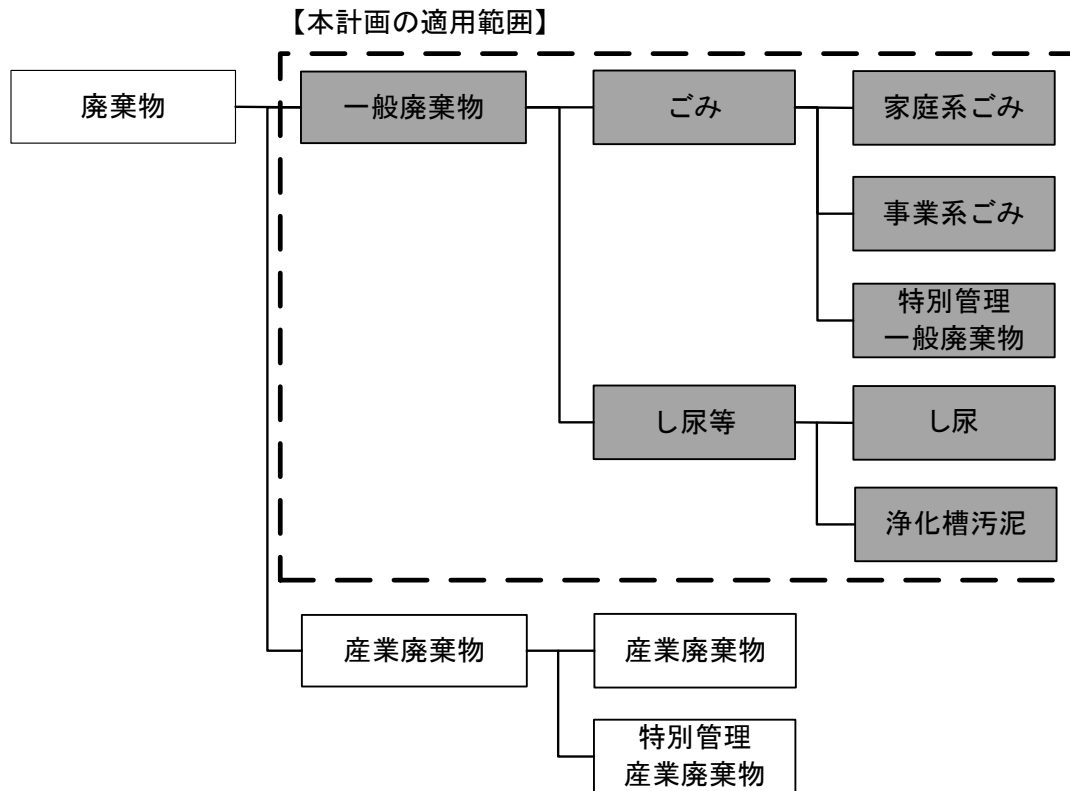 【本計画の適用範囲】
廃棄物
一般廃棄物
ごみ
家庭系ごみ
事業系ごみ
特別管理
一般廃棄物
し尿等
し尿
浄化槽汚泥
産業廃棄物
産業廃棄物
特別管理
産業廃棄物